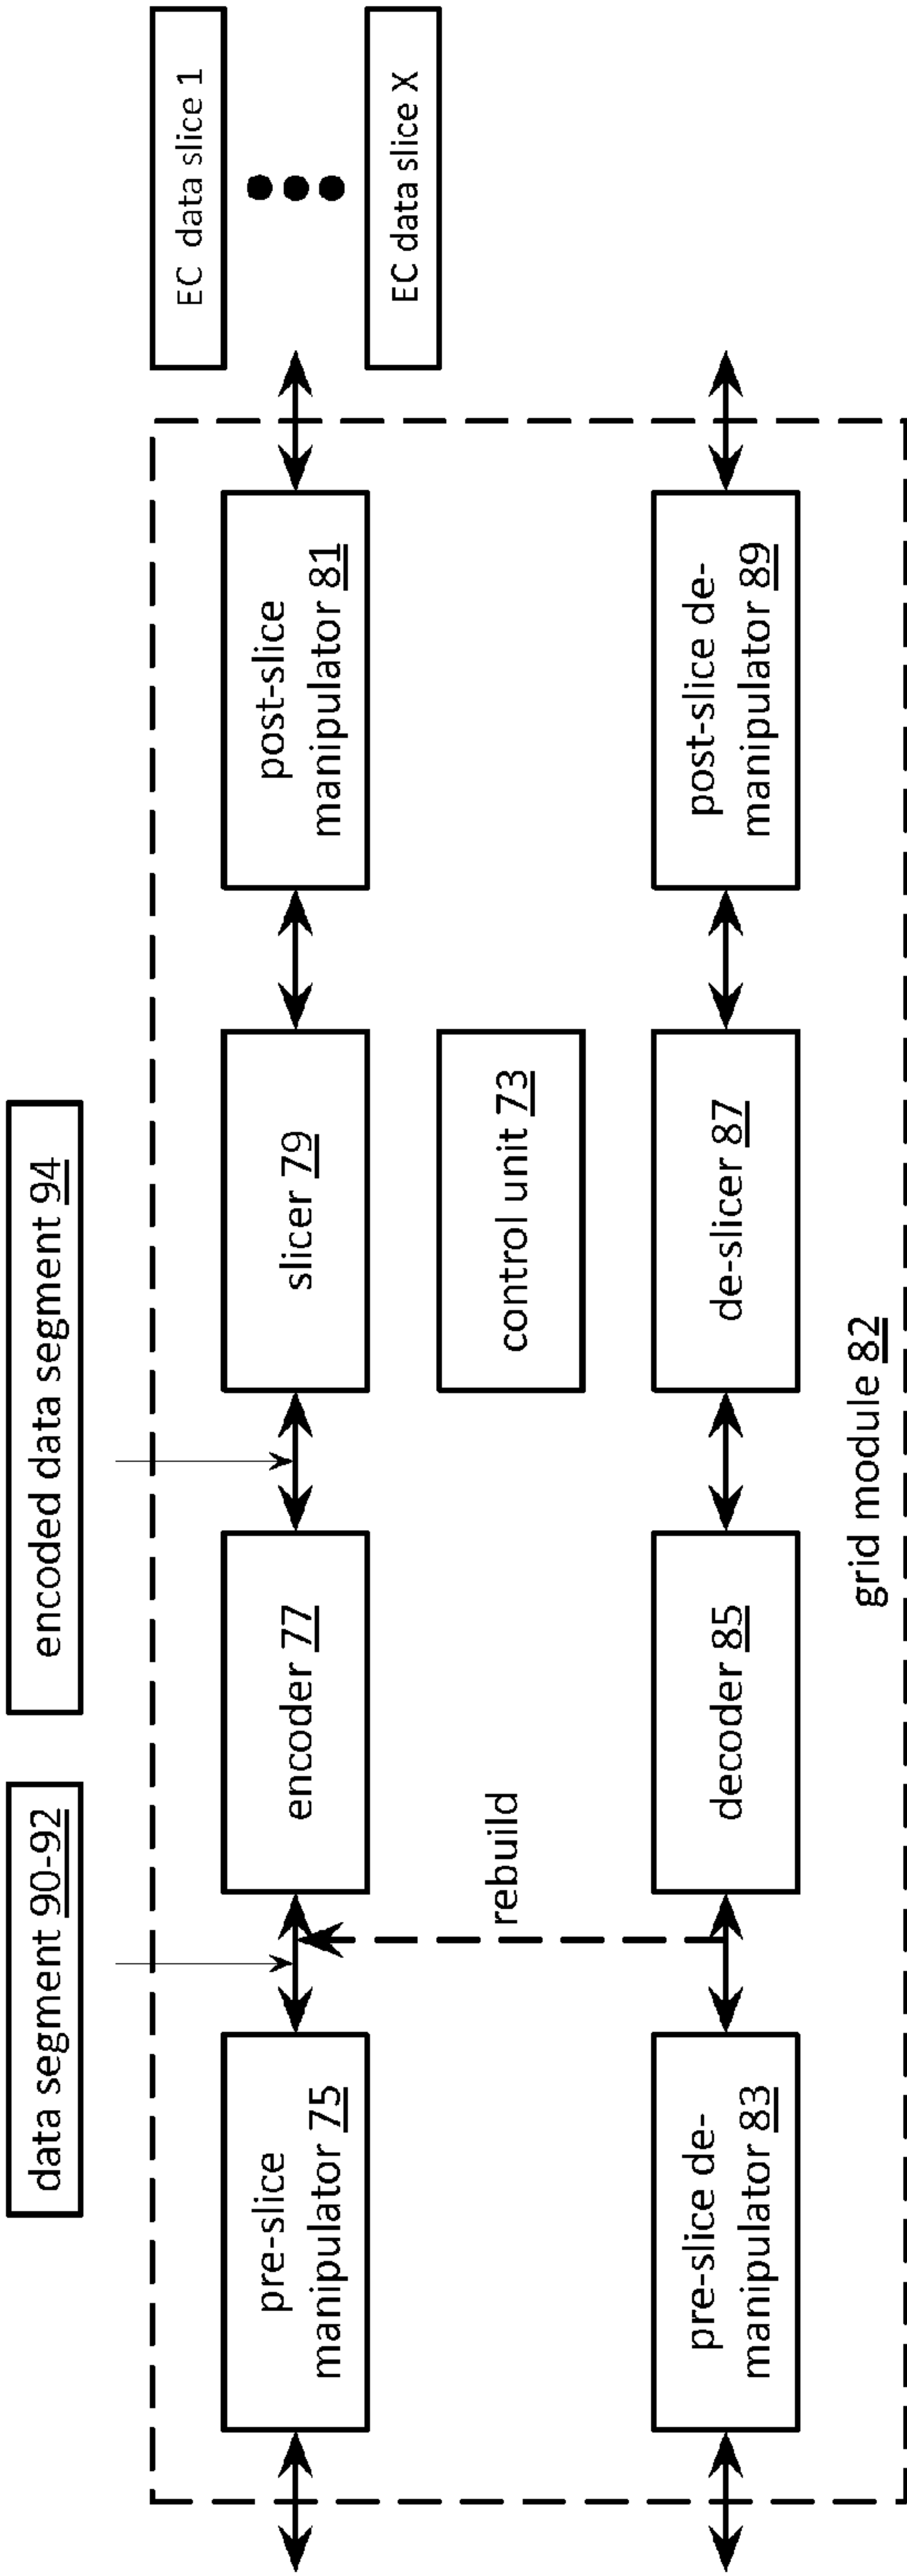 data segment 90-92
encoded data segment 94
EC data slice 1
EC data slice X
pre-slice
manipulator 75
encoder 77
slicer 79
post-slice
manipulator 81
rebuild
control unit 73
pre-slice de-
manipulator 83
decoder 85
de-slicer 87
post-slice de-
manipulator 89
grid module 82